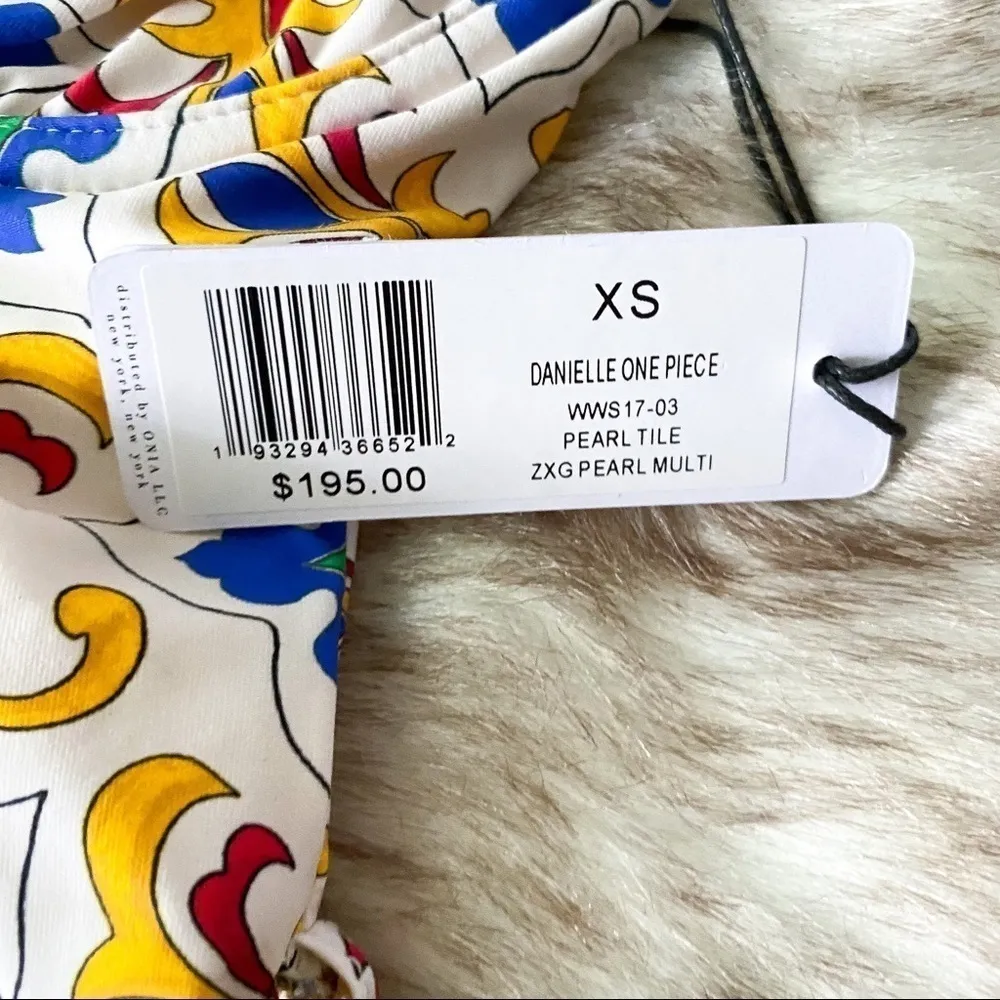 distributed by ONIA LLC
new york, new york
1 93294 36652 2
$195.00
XS
DANIELLE ONE PIECE
WWS17-03
PEARL TILE
ZXG PEARL MULTI